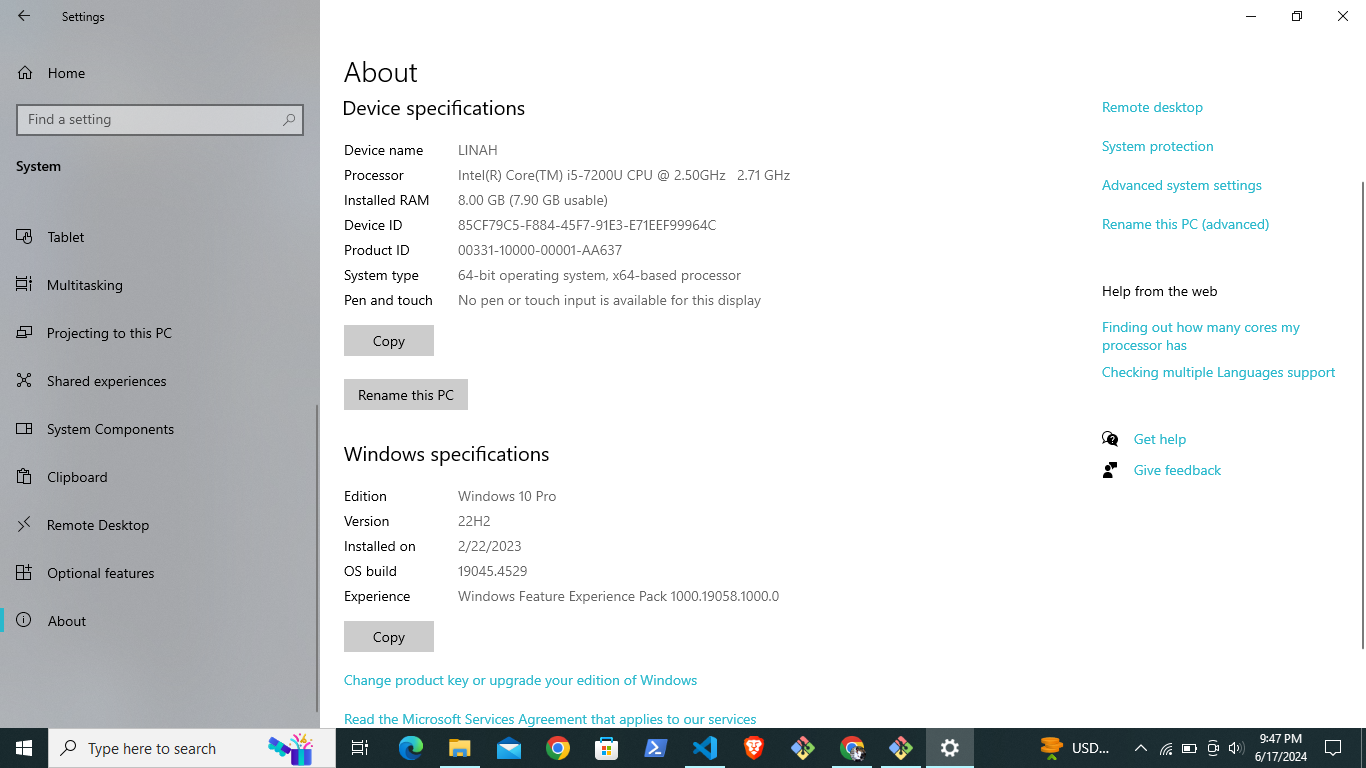 Settings
Home
Find a setting
System
Tablet
Multitasking
Projecting to this PC
Shared experiences
System Components
Clipboard
Remote Desktop
Optional features
About
About
Device specifications
Device name LINAH
Processor Intel(R) Core(TM) i5-7200U CPU @ 2.50GHz 2.71 GHz
Installed RAM 8.00 GB (7.90 GB usable)
Device ID 85CF79C5-F884-45F7-91E3-E71EEF99964C
Product ID 00331-10000-00001-AA637
System type 64-bit operating system, x64-based processor
Pen and touch No pen or touch input is available for this display
Copy
Rename this PC
Windows specifications
Edition Windows 10 Pro
Version 22H2
Installed on 2/22/2023
OS build 19045.4529
Experience Windows Feature Experience Pack 1000.19058.1000.0
Copy
Change product key or upgrade your edition of Windows
Read the Microsoft Services Agreement that applies to our services
Remote desktop
System protection
Advanced system settings
Rename this PC (advanced)
Help from the web
Finding out how many cores my
processor has
Checking multiple Languages support
Get help
Give feedback
Type here to search
USD...
9:47 PM
6/17/2024